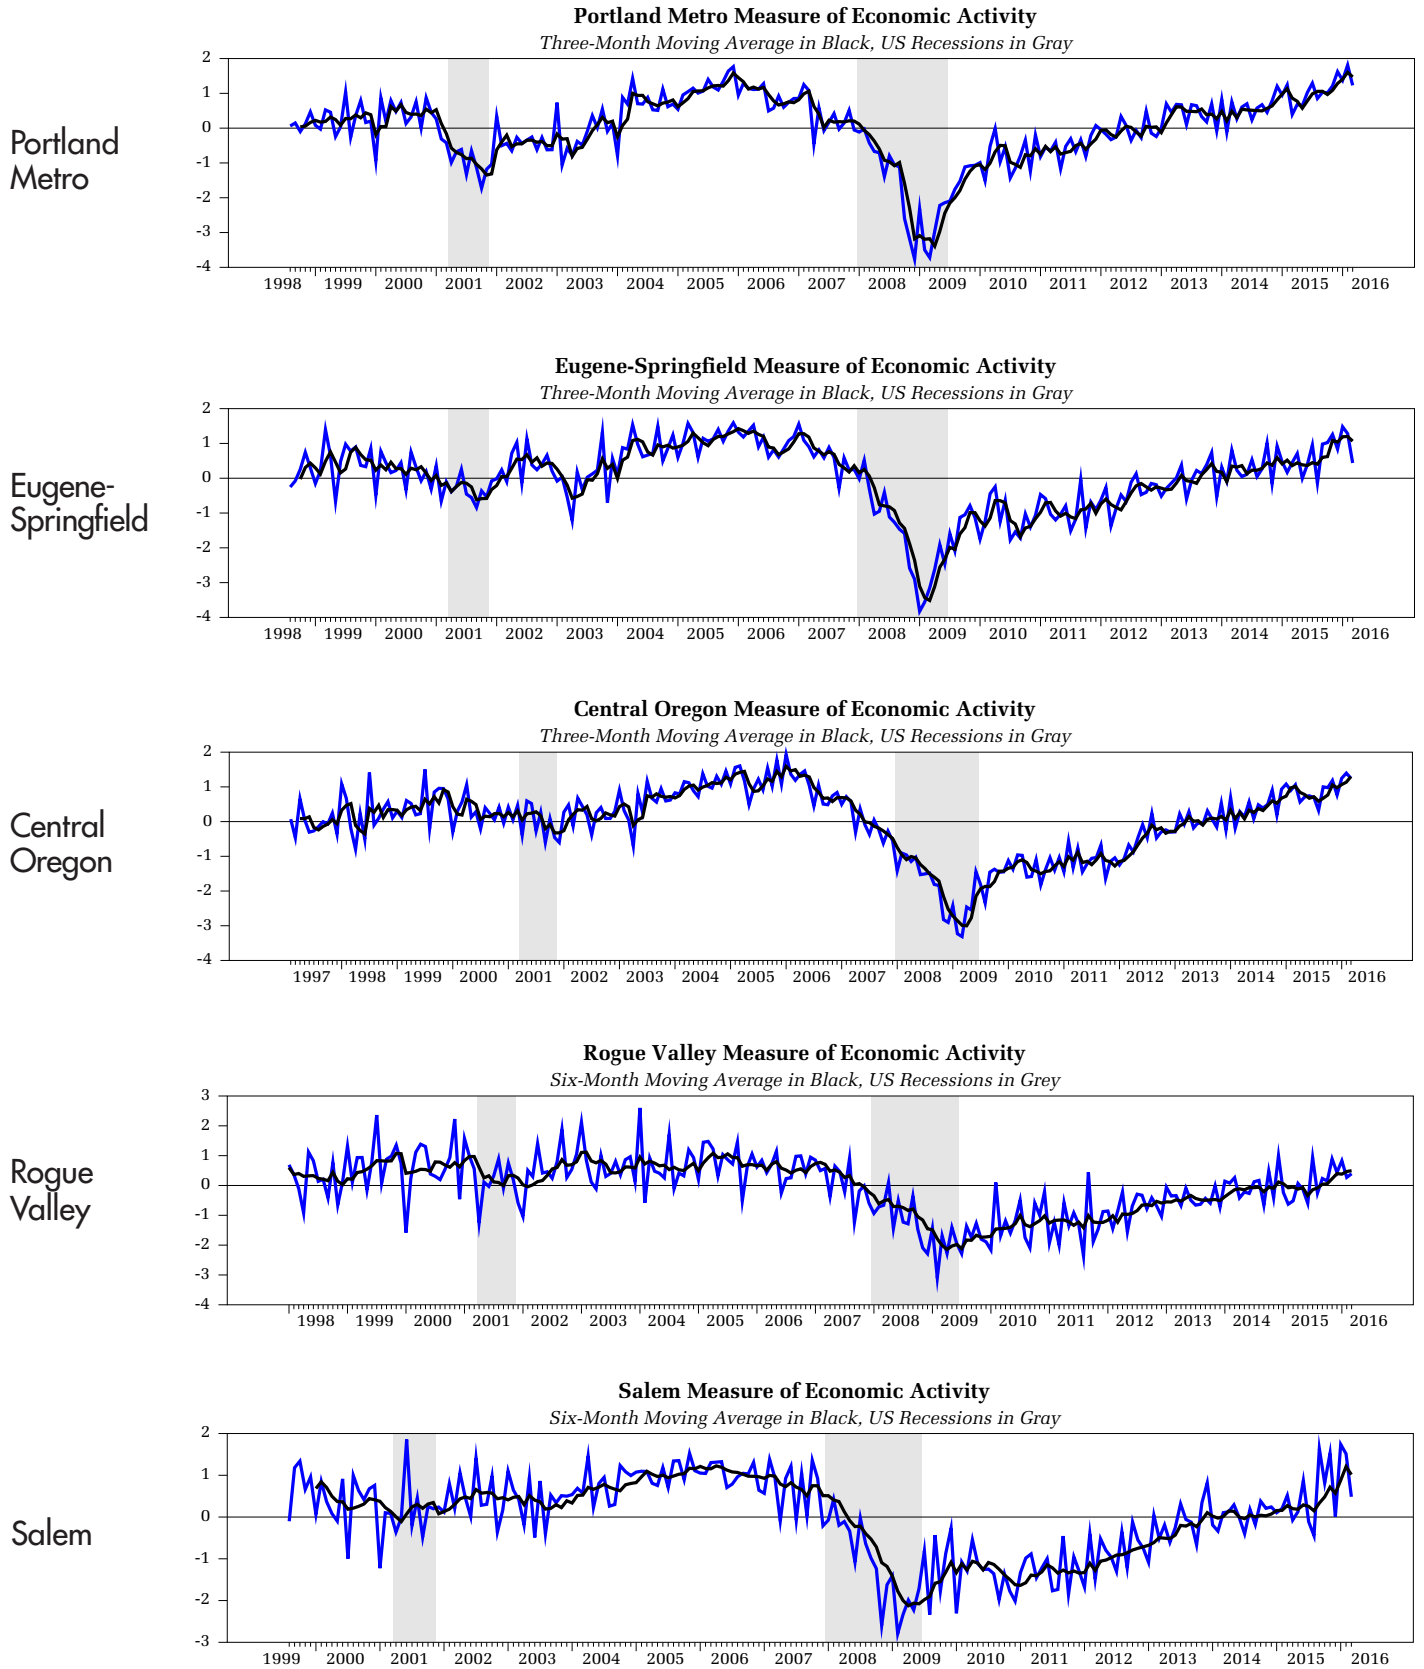 Portland Metro Measure of Economic Activity
Three-Month Moving Average in Black, US Recessions in Gray
2
1
0
-1
-2
-3
-4
Portland
Metro
1998 1999 2000 2001 2002 2003 2004 2005 2006 2007 2008 2009 2010 2011 2012 2013 2014 2015 2016
Eugene-Springfield Measure of Economic Activity
Three-Month Moving Average in Black, US Recessions in Gray
2
1
0
-1
-2
-3
-4
Eugene-
Springfield
1998 1999 2000 2001 2002 2003 2004 2005 2006 2007 2008 2009 2010 2011 2012 2013 2014 2015 2016
Central Oregon Measure of Economic Activity
Three-Month Moving Average in Black, US Recessions in Gray
2
1
0
-1
-2
-3
-4
Central
Oregon
1997 1998 1999 2000 2001 2002 2003 2004 2005 2006 2007 2008 2009 2010 2011 2012 2013 2014 2015 2016
Rogue Valley Measure of Economic Activity
Six-Month Moving Average in Black, US Recessions in Grey
3
2
1
0
-1
-2
-3
-4
Rogue
Valley
1998 1999 2000 2001 2002 2003 2004 2005 2006 2007 2008 2009 2010 2011 2012 2013 2014 2015 2016
Salem Measure of Economic Activity
Six-Month Moving Average in Black, US Recessions in Gray
2
1
0
-1
-2
-3
Salem
1999 2000 2001 2002 2003 2004 2005 2006 2007 2008 2009 2010 2011 2012 2013 2014 2015 2016